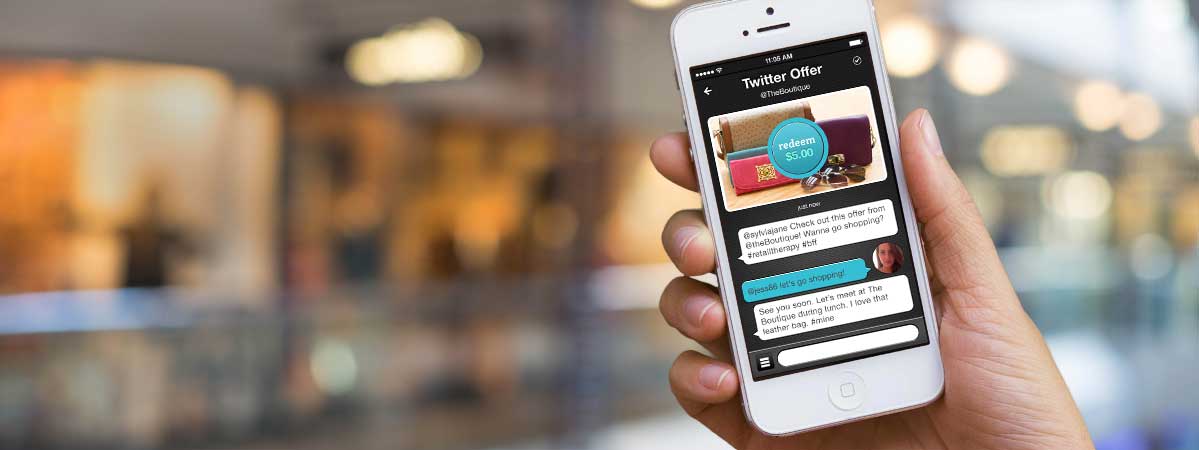 11:05 AM
Twitter Offer
@TheBoutique
redeem
$5.00
just now
@sylviajane Check out this offer from
@theBoutique! Wanna go shopping?
#retailtherapy #bff
@jess86 let's go shopping!
See you soon. Let's meet at The
Boutique during lunch. I love that
leather bag. #mine